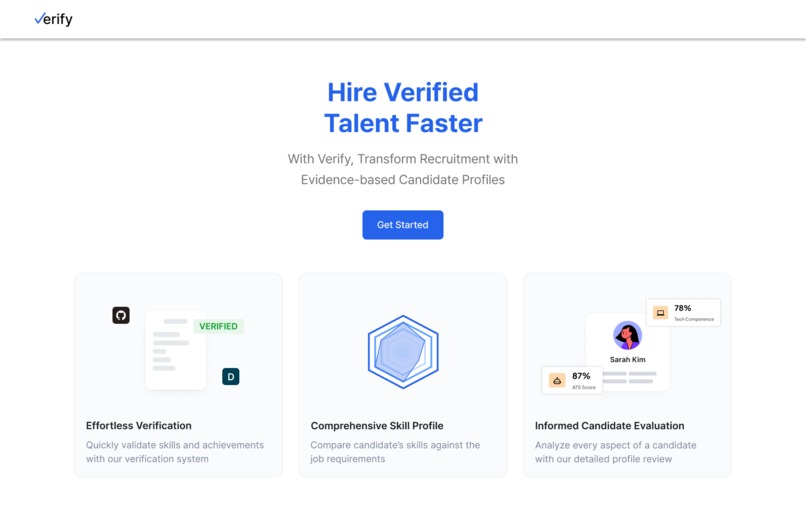 Verify
Hire Verified
Talent Faster
With Verify, Transform Recruitment with
Evidence-based Candidate Profiles
Get Started
VERIFIED
D
78%
Tech Competence
Sarah Kim
87%
ATS Score
Effortless Verification
Quickly validate skills and achievements
with our verification system
Comprehensive Skill Profile
Compare candidate's skills against the
job requirements
Informed Candidate Evaluation
Analyze every aspect of a candidate
with our detailed profile review